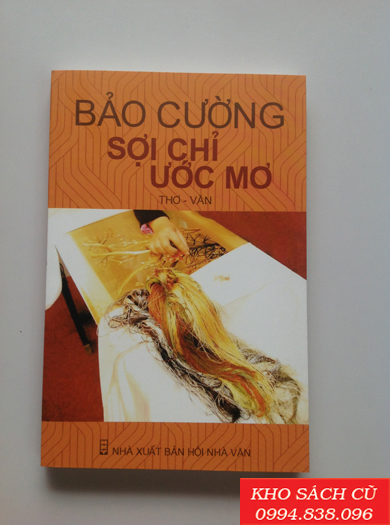 BẢO CƯỜNG
SỢI CHỈ
ƯỚC MƠ
THƠ - VĂN
NHÀ XUẤT BẢN HỘI NHÀ VĂN
KHO SÁCH CŨ
0994.838.096